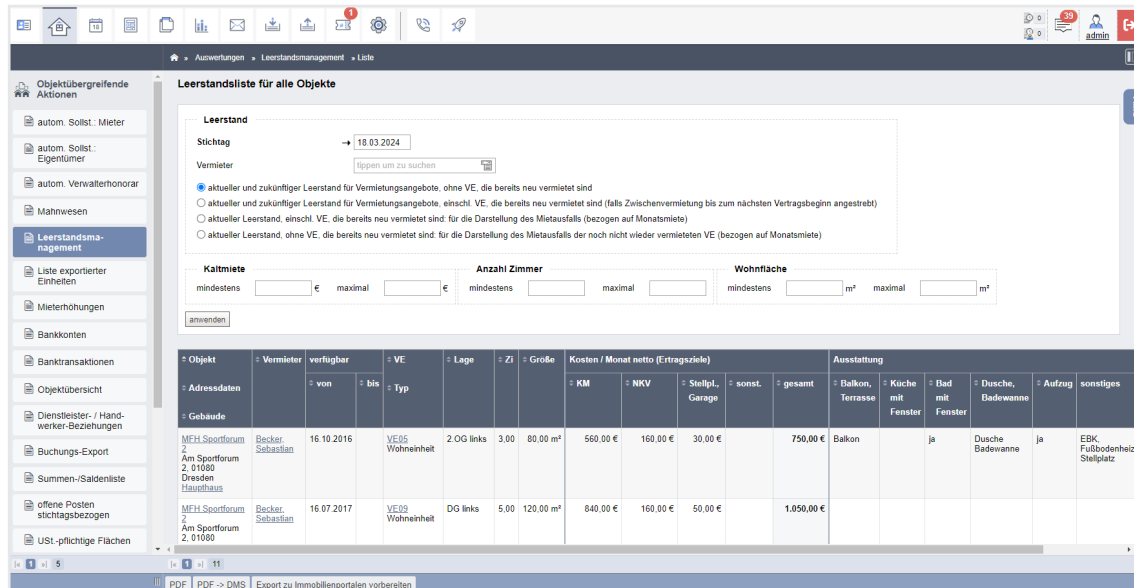 18
1
0
0
39
admin
» Auswertungen » Leerstandsmanagement » Liste
Objektübergreifende
Aktionen
autom. Sollst.: Mieter
autom. Sollst.:
Eigentümer
autom. Verwalterhonorar
Mahnwesen
Leerstandsma-
nagement
Liste exportierter
Einheiten
Mieterhöhungen
Bankkonten
Banktransaktionen
Objektübersicht
Dienstleister- / Hand-
werker-Beziehungen
Buchungs-Export
Summen-/Saldenliste
offene Posten
stichtagsbezogen
USt.-pflichtige Flächen
1 5
Leerstandsliste für alle Objekte
Leerstand
Stichtag → 18.03.2024
Vermieter tippen um zu suchen
aktueller und zukünftiger Leerstand für Vermietungsangebote, ohne VE, die bereits neu vermietet sind
aktueller und zukünftiger Leerstand für Vermietungsangebote, einschl. VE, die bereits neu vermietet sind (falls Zwischenvermietung bis zum nächsten Vertragsbeginn angestrebt)
aktueller Leerstand, einschl. VE, die bereits neu vermietet sind: für die Darstellung des Mietausfalls (bezogen auf Monatsmiete)
aktueller Leerstand, ohne VE, die bereits neu vermietet sind: für die Darstellung des Mietausfalls der noch nicht wieder vermieteten VE (bezogen auf Monatsmiete)
Kaltmiete Anzahl Zimmer Wohnfläche
mindestens € maximal € mindestens maximal mindestens m² maximal m²
anwenden
Objekt Vermieter verfügbar VE Lage Zi Größe Kosten / Monat netto (Ertragsziele) Ausstattung
Adressdaten von bis Typ KM NKV Stellpl., sonst. gesamt Balkon, Küche Bad Dusche, Aufzug sonstiges
Garage Terrasse mit mit Badewanne
Gebäude Fenster Fenster
MFH Sportforum Becker, 16.10.2016 VE05 2.OG links 3,00 80,00 m² 560,00 € 160,00 € 30,00 € 750,00 € Balkon ja Dusche ja EBK,
2 Sebastian Wohneinheit Badewanne Fußbodenheiz
Am Sportforum Stellplatz
2, 01080
Dresden
Haupthaus
MFH Sportforum Becker, 16.07.2017 VE09 DG links 5,00 120,00 m² 840,00 € 160,00 € 50,00 € 1.050,00 €
2 Sebastian Wohneinheit
Am Sportforum
2, 01080
1 11
PDF PDF -> DMS Export zu Immobilienportalen vorbereiten